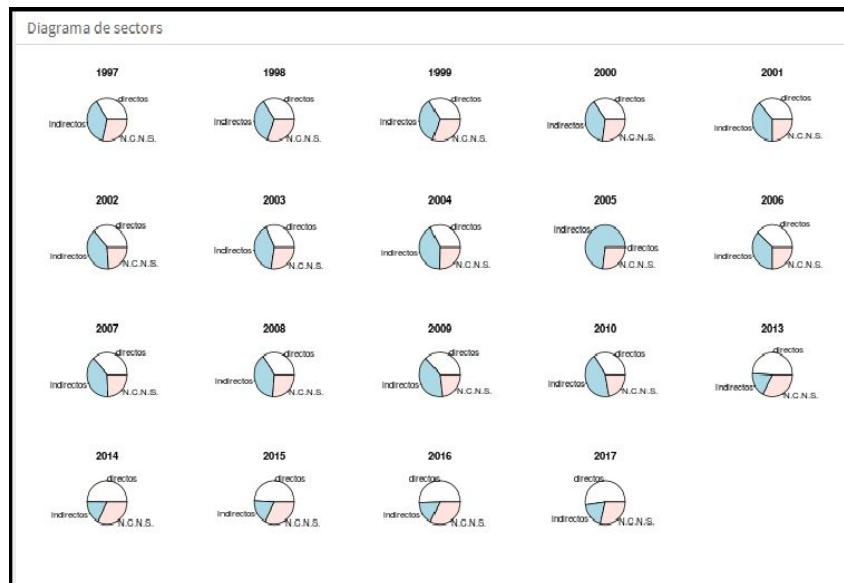 Diagrama de sectors
1997 1998 1999 2000 2001
directos directos directos directos directos
Indirectos Indirectos Indirectos Indirectos Indirectos
N.C.N.S. N.C.N.S. N.C.N.S. N.C.N.S. N.C.N.S.
2002 2003 2004 2005 2006
directos directos directos Indirectos directos
Indirectos Indirectos Indirectos directos Indirectos
N.C.N.S. N.C.N.S. N.C.N.S. N.C.N.S. N.C.N.S.
2007 2008 2009 2010 2013
directos directos directos directos directos
Indirectos Indirectos Indirectos Indirectos Indirectos
N.C.N.S. N.C.N.S. N.C.N.S. N.C.N.S. N.C.N.S.
2014 2015 2016 2017
directos directos directos directos
Indirectos Indirectos Indirectos Indirectos
N.C.N.S. N.C.N.S. N.C.N.S. N.C.N.S.